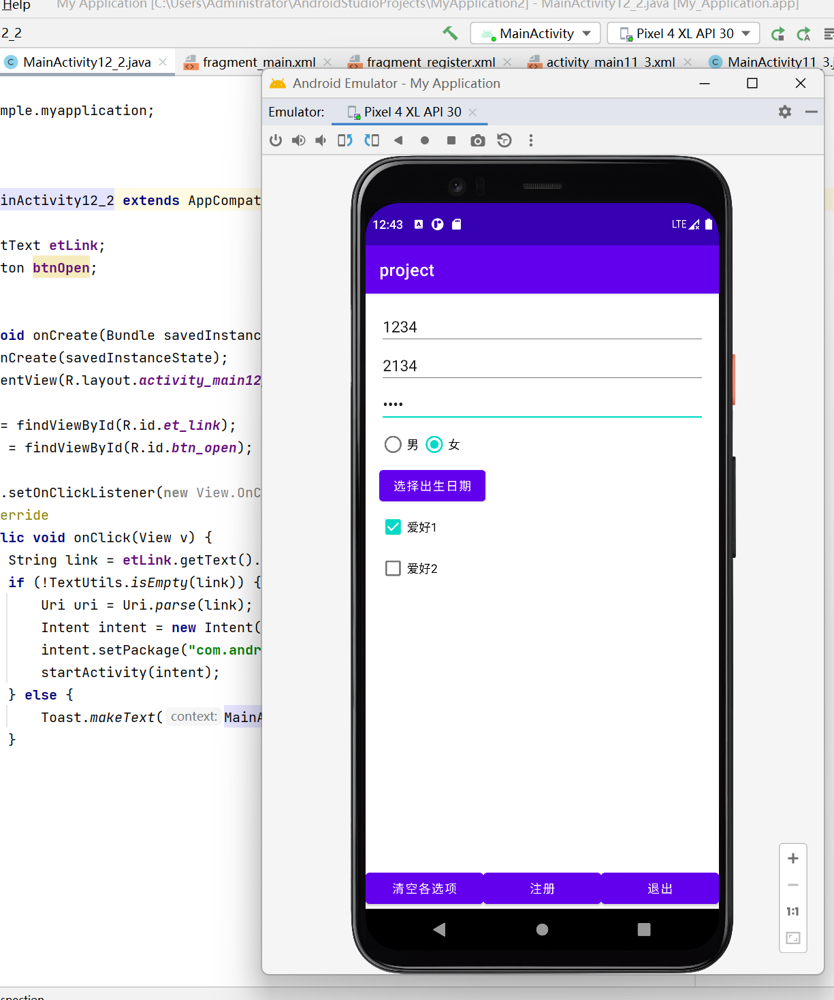 Help My Application [C:\Users\Administrator\AndroidStudioProjects\MyApplication2] - MainActivity12_2.java [My_Application.app]
2_2 MainActivity Pixel 4 XL API 30
MainActivity12_2.java fragment_main.xml fragment_register.xml activity_main11_3.xml MainActivity11_3.j
Android Emulator - My Application
mple.myapplication;
Emulator: Pixel 4 XL API 30
inActivity12_2 extends AppCompat
12:43 LTE
tText etLink;
ton btnOpen;
project
1234
oid onCreate(Bundle savedInstanc
nCreate(savedInstanceState);
2134
entView(R.layout.activity_main12
••••
= findViewById(R.id.et_link);
= findViewById(R.id.btn_open);
男 女
选择出生日期
.setOnClickListener(new View.OnC
erride
爱好1
lic void onClick(View v) {
String link = etLink.getText().
爱好2
if (!TextUtils.isEmpty(link)) {
Uri uri = Uri.parse(link);
Intent intent = new Intent(
intent.setPackage("com.andr
startActivity(intent);
} else {
Toast.makeText( context: MainA
}
清空各选项 注册 退出
1:1
spection